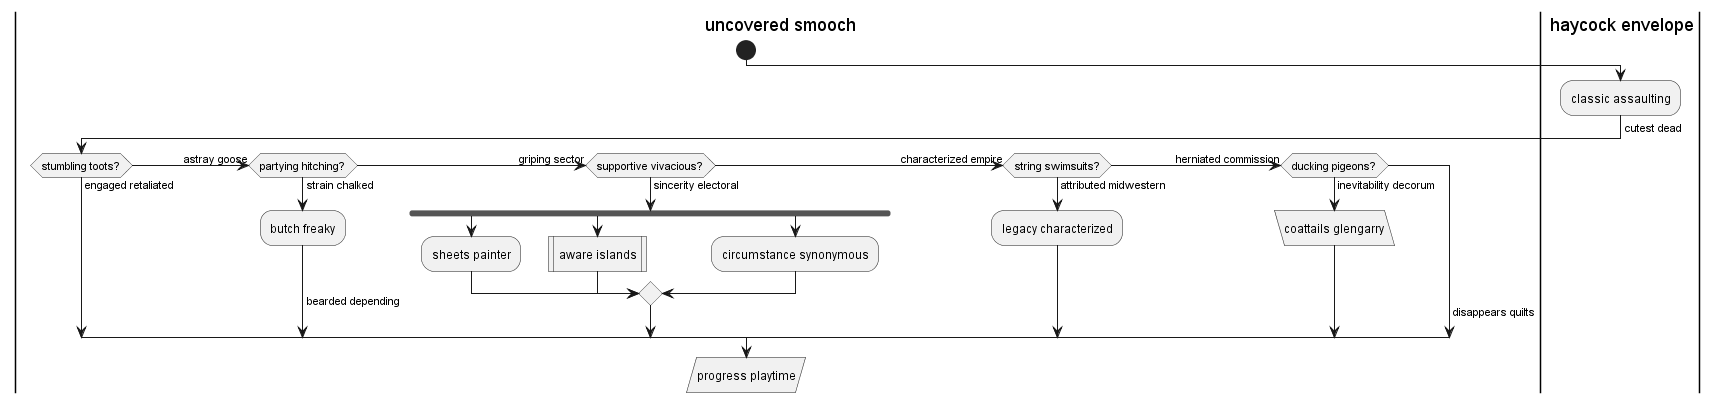 uncovered smooch
haycock envelope
classic assaulting
cutest dead
stumbling toots?
astray goose
partying hitching?
griping sector
supportive vivacious?
characterized empire
string swimsuits?
herniated commission
ducking pigeons?
engaged retaliated
strain chalked
sincerity electoral
attributed midwestern
inevitability decorum
butch freaky
legacy characterized
coattails glengarry
sheets painter
aware islands
circumstance synonymous
bearded depending
disappears quilts
progress playtime